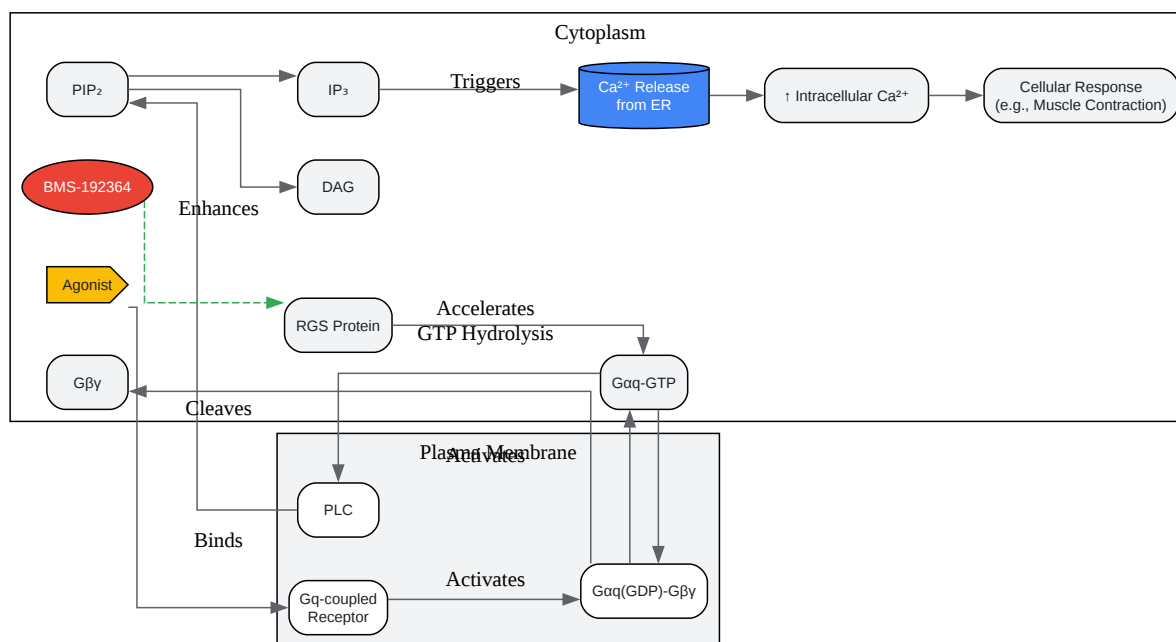 Cytoplasm
PIP₂
IP₃
Triggers
Ca²⁺ Release
from ER
↑ Intracellular Ca²⁺
Cellular Response
(e.g., Muscle Contraction)
BMS-192364
DAG
Enhances
Agonist
RGS Protein
Accelerates
GTP Hydrolysis
Gβγ
Gαq-GTP
Cleaves
Plasma Membrane
Activates
PLC
Binds
Gq-coupled
Receptor
Activates
Gαq(GDP)-Gβγ